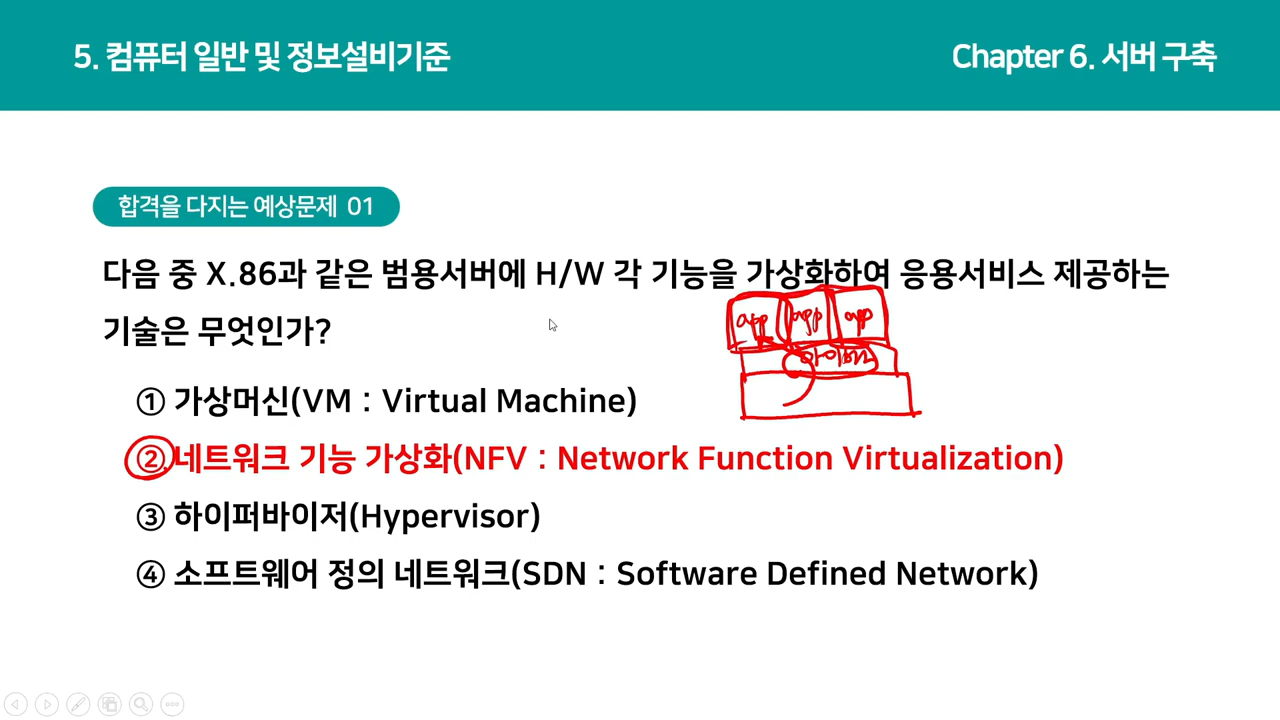 5. 컴퓨터 일반 및 정보설비기준
Chapter 6. 서버 구축
합격을 다지는 예상문제 01
다음 중 X.86과 같은 범용서버에 H/W 각 기능을 가상화하여 응용서비스 제공하는
기술은 무엇인가?
app app app
① 가상머신(VM : Virtual Machine)
② 네트워크 기능 가상화(NFV : Network Function Virtualization)
③ 하이퍼바이저(Hypervisor)
④ 소프트웨어 정의 네트워크(SDN : Software Defined Network)